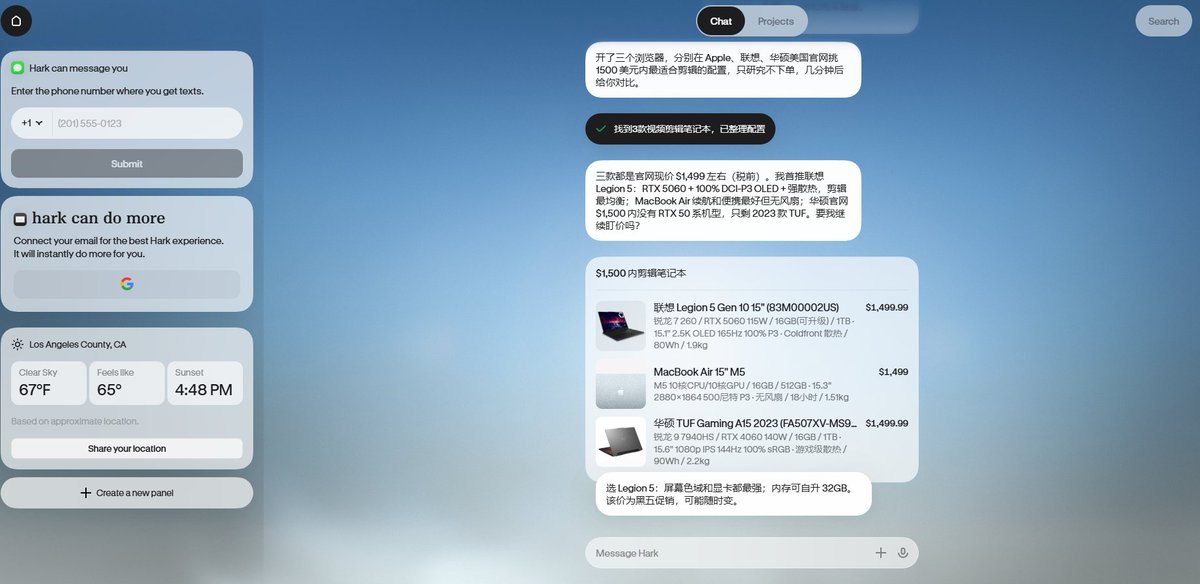 Chat
Projects
Search
Hark can message you
Enter the phone number where you get texts.
+1
(201) 555-0123
Submit
hark can do more
Connect your email for the best Hark experience.
It will instantly do more for you.
Los Angeles County, CA
Clear Sky
67°F
Feels like
65°
Sunset
4:48 PM
Based on approximate location.
Share your location
Create a new panel
开了三个浏览器，分别在 Apple、联想、华硕美国官网挑
1500 美元内最适合剪辑的配置，只研究不下单，几分钟后
给你对比。
找到3款视频剪辑笔记本，已整理配置
三款都是官网现价 $1,499 左右（税前）。我首推联想
Legion 5：RTX 5060 + 100% DCI-P3 OLED + 强散热，剪辑
最均衡；MacBook Air 续航和便携最好但无风扇；华硕官网
$1,500 内没有 RTX 50 系机型，只剩 2023 款 TUF。要我继
续盯价吗？
$1,500 内剪辑笔记本
联想 Legion 5 Gen 10 15" (83M00002US)
$1,499.99
锐龙 7 260 / RTX 5060 115W / 16GB(可升级) / 1TB ·
15.1" 2.5K OLED 165Hz 100% P3 · Coldfront 散热 /
80Wh / 1.9kg
MacBook Air 15" M5
$1,499
M5 10核CPU/10核GPU / 16GB / 512GB · 15.3"
2880×1864 500尼特 P3 · 无风扇 / 18小时 / 1.51kg
华硕 TUF Gaming A15 2023 (FA507XV-MS9...
$1,499.99
锐龙 9 7940HS / RTX 4060 140W / 16GB / 1TB ·
15.6" 1080p IPS 144Hz 100% sRGB · 游戏级散热 /
90Wh / 2.2kg
选 Legion 5：屏幕色域和显卡都最强；内存可自升 32GB。
该价为黑五促销，可能随时变。
Message Hark